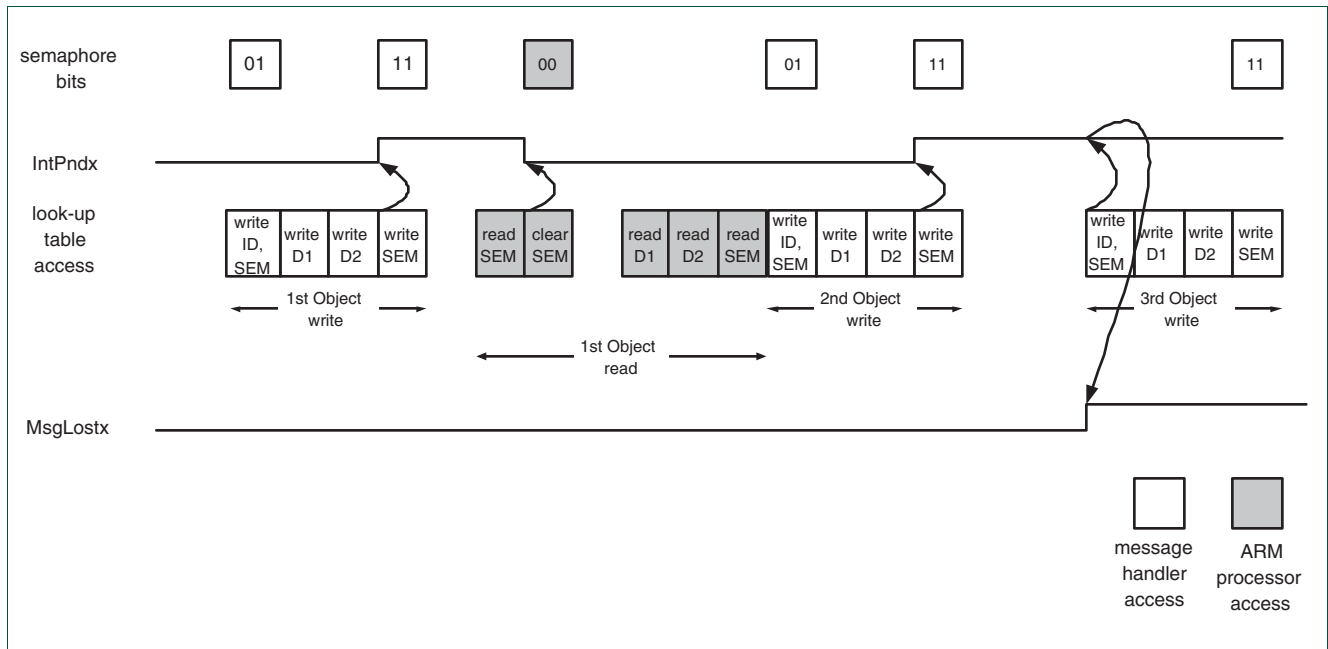 semaphore
bits
01
11
00
01
11
11
IntPndx
look-up
table
access
write
ID,
SEM
write
D1
write
D2
write
SEM
read
SEM
clear
SEM
read
D1
read
D2
read
SEM
write
ID,
SEM
write
D1
write
D2
write
SEM
write
ID,
SEM
write
D1
write
D2
write
SEM
1st Object
write
2nd Object
write
3rd Object
write
1st Object
read
MsgLostx
message
handler
access
ARM
processor
access